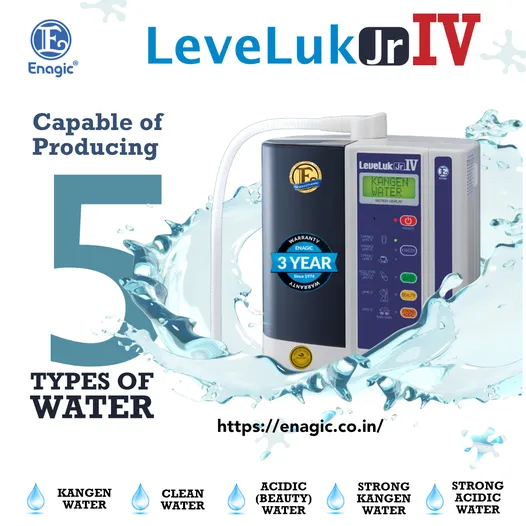 Enagic®
LeveLuk Jr IV
Capable of
Producing
5
TYPES OF
WATER
LeveLuk Jr IV
KANGEN
WATER
WARRANTY
ENAGIC
3 YEAR
Since 1974
WARRANTY
https://enagic.co.in/
KANGEN
WATER
CLEAN
WATER
ACIDIC
(BEAUTY)
WATER
STRONG
KANGEN
WATER
STRONG
ACIDIC
WATER